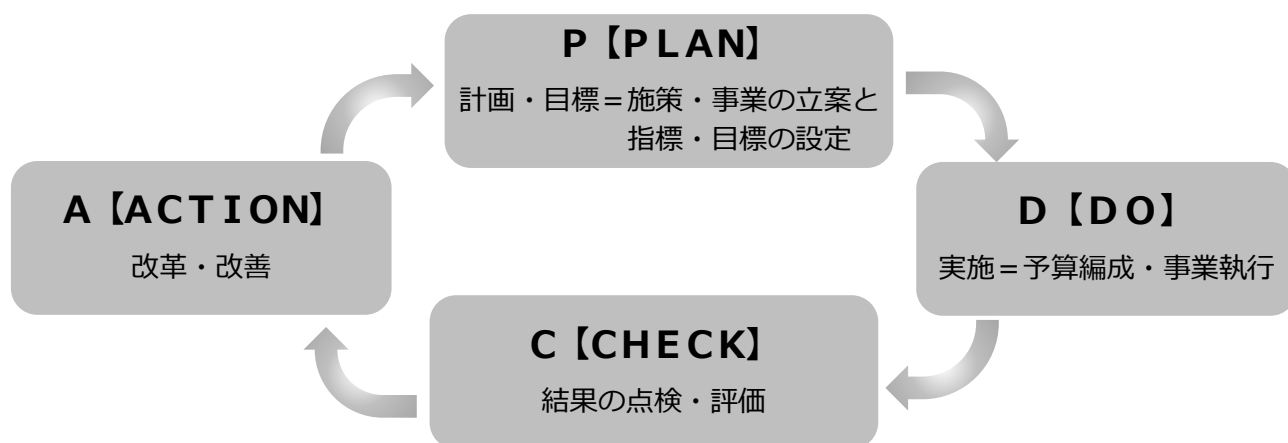 P【PLAN】
計画・目標＝施策・事業の立案と
指標・目標の設定
A【ACTION】
改革・改善
D【DO】
実施＝予算編成・事業執行
C【CHECK】
結果の点検・評価